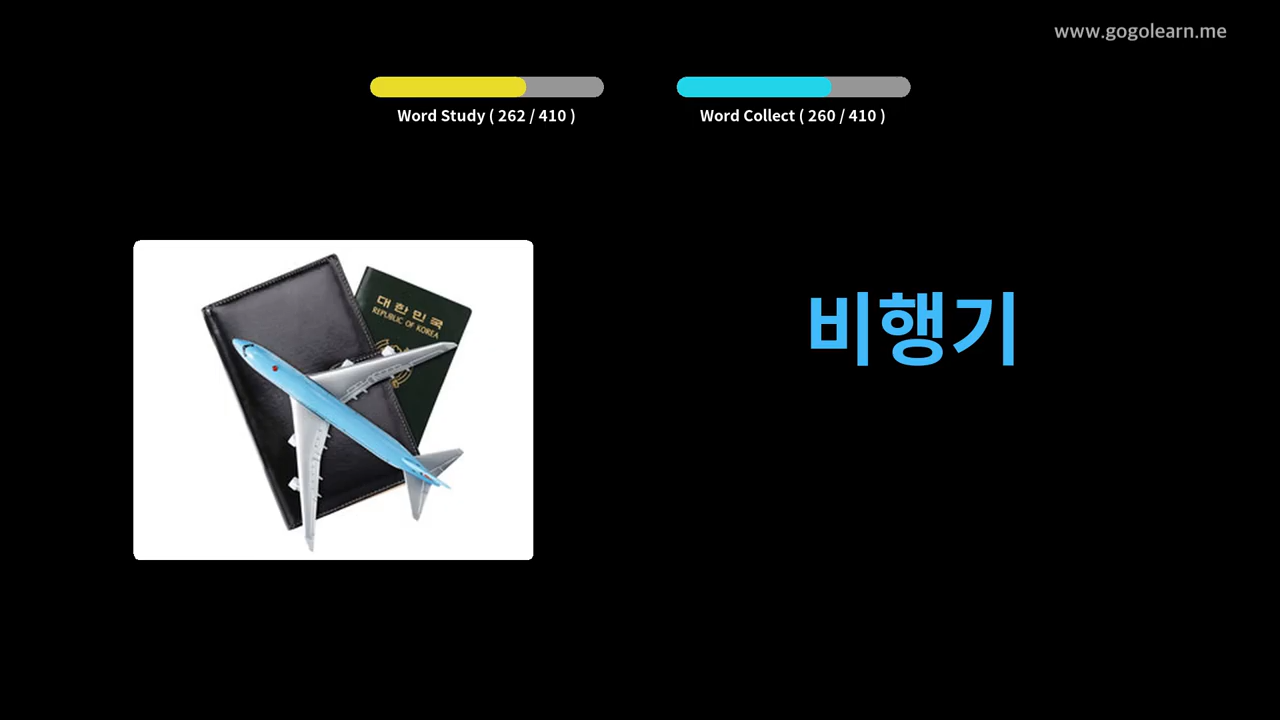 www.gogolearn.me
Word Study ( 262 / 410 )
Word Collect ( 260 / 410 )
대한민국
REPUBLIC OF KOREA
비행기